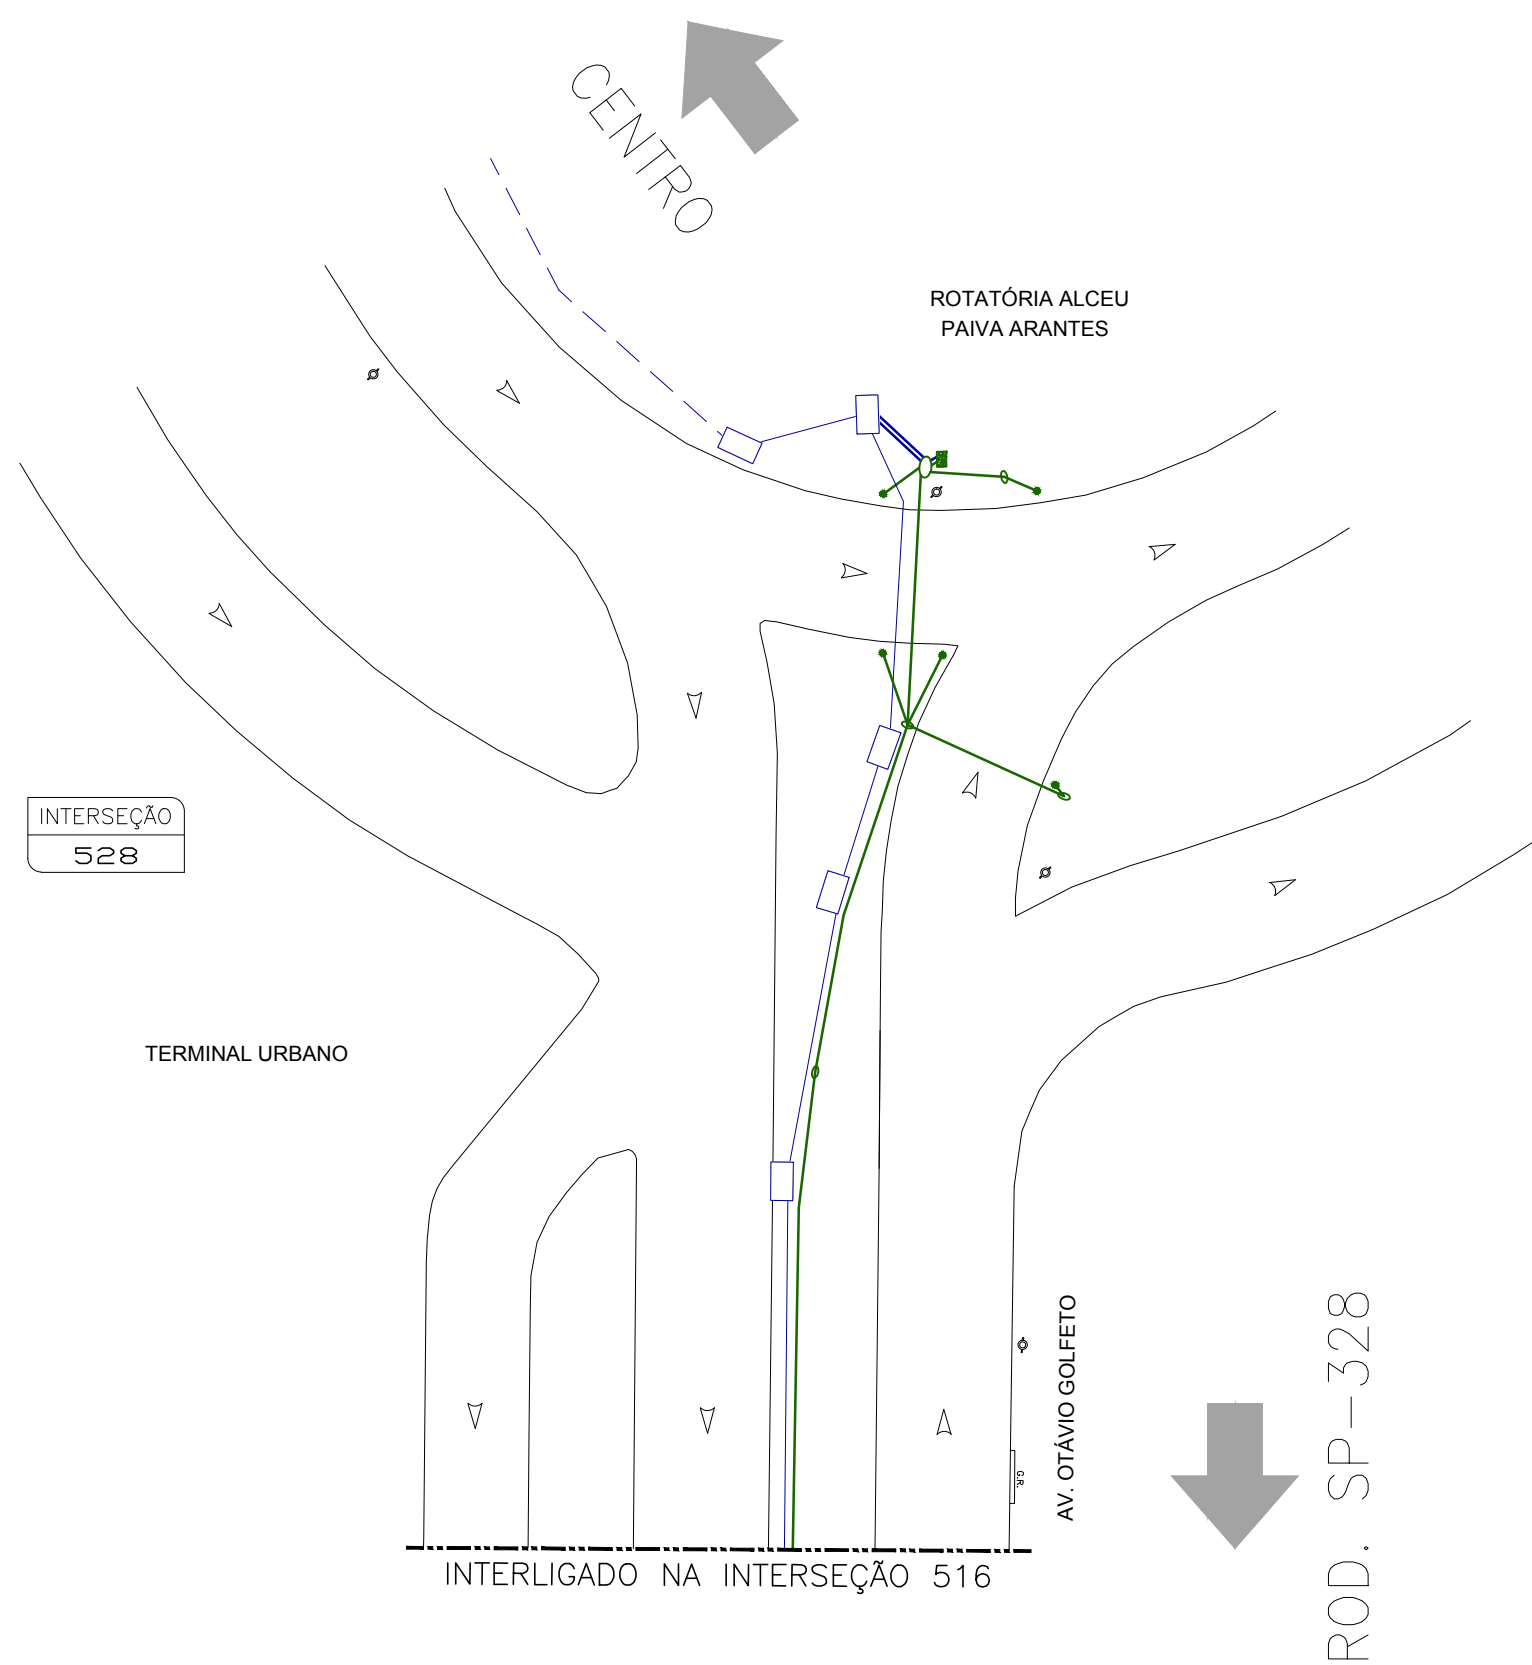 CENTRO
ROTATÓRIA ALCEU
PAIVA ARANTES
INTERSEÇÃO
528
TERMINAL URBANO
AV. OTÁVIO GOLFETO
G.R.
ROD. SP-328
INTERLIGADO NA INTERSEÇÃO 516